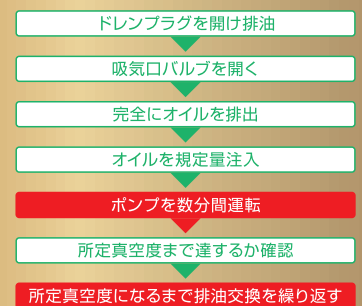 ドレンプラグを開け排油
吸気口バルブを開く
完全にオイルを排出
オイルを規定量注入
ポンプを数分間運転
所定真空度まで達するか確認
所定真空度になるまで排油交換を繰り返す